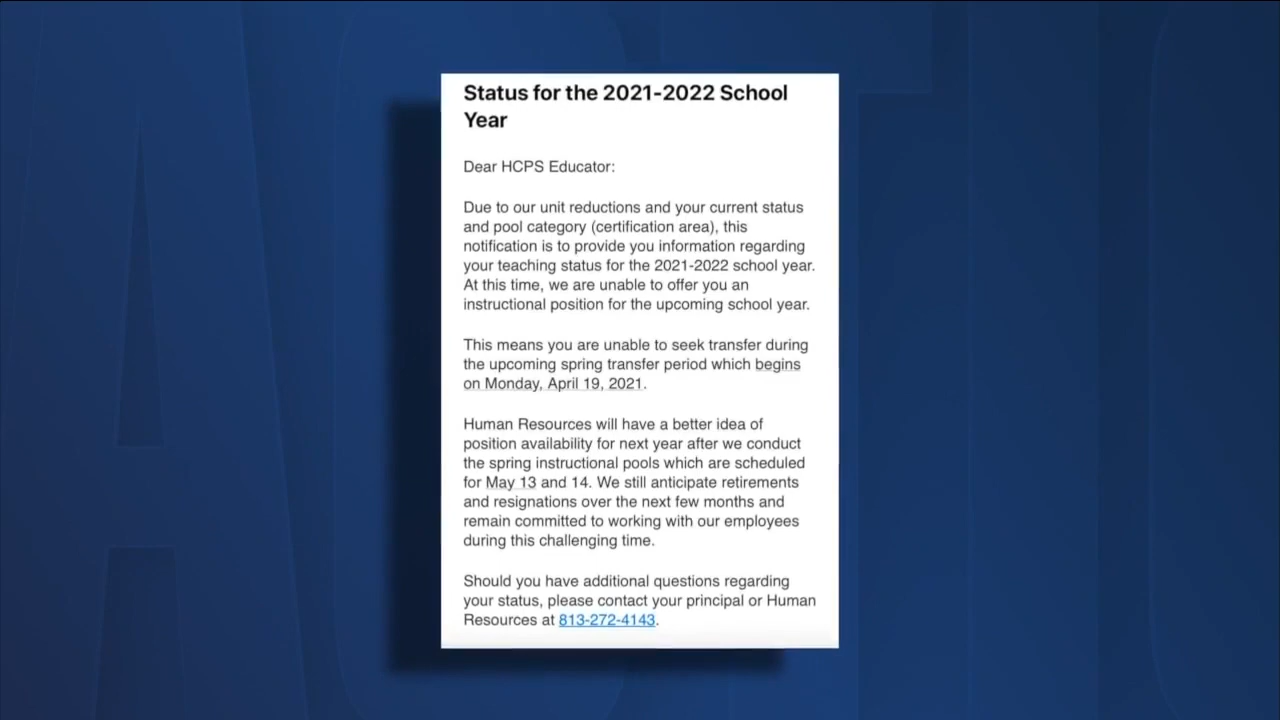 Status for the 2021-2022 School
Year
Dear HCPS Educator:
Due to our unit reductions and your current status
and pool category (certification area), this
notification is to provide you information regarding
your teaching status for the 2021-2022 school year.
At this time, we are unable to offer you an
instructional position for the upcoming school year.
This means you are unable to seek transfer during
the upcoming spring transfer period which begins
on Monday, April 19, 2021.
Human Resources will have a better idea of
position availability for next year after we conduct
the spring instructional pools which are scheduled
for May 13 and 14. We still anticipate retirements
and resignations over the next few months and
remain committed to working with our employees
during this challenging time.
Should you have additional questions regarding
your status, please contact your principal or Human
Resources at 813-272-4143.